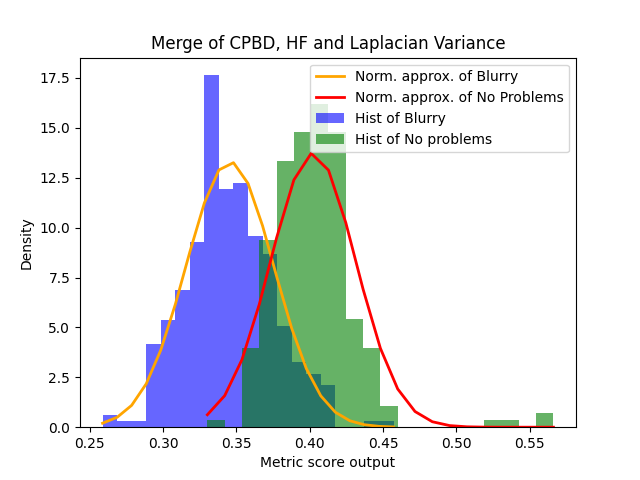 Merge of CPBD, HF and Laplacian Variance
Norm. approx. of Blurry
Norm. approx. of No Problems
Hist of Blurry
Hist of No problems
Density
17.5
15.0
12.5
10.0
7.5
5.0
2.5
0.0
0.25 0.30 0.35 0.40 0.45 0.50 0.55
Metric score output